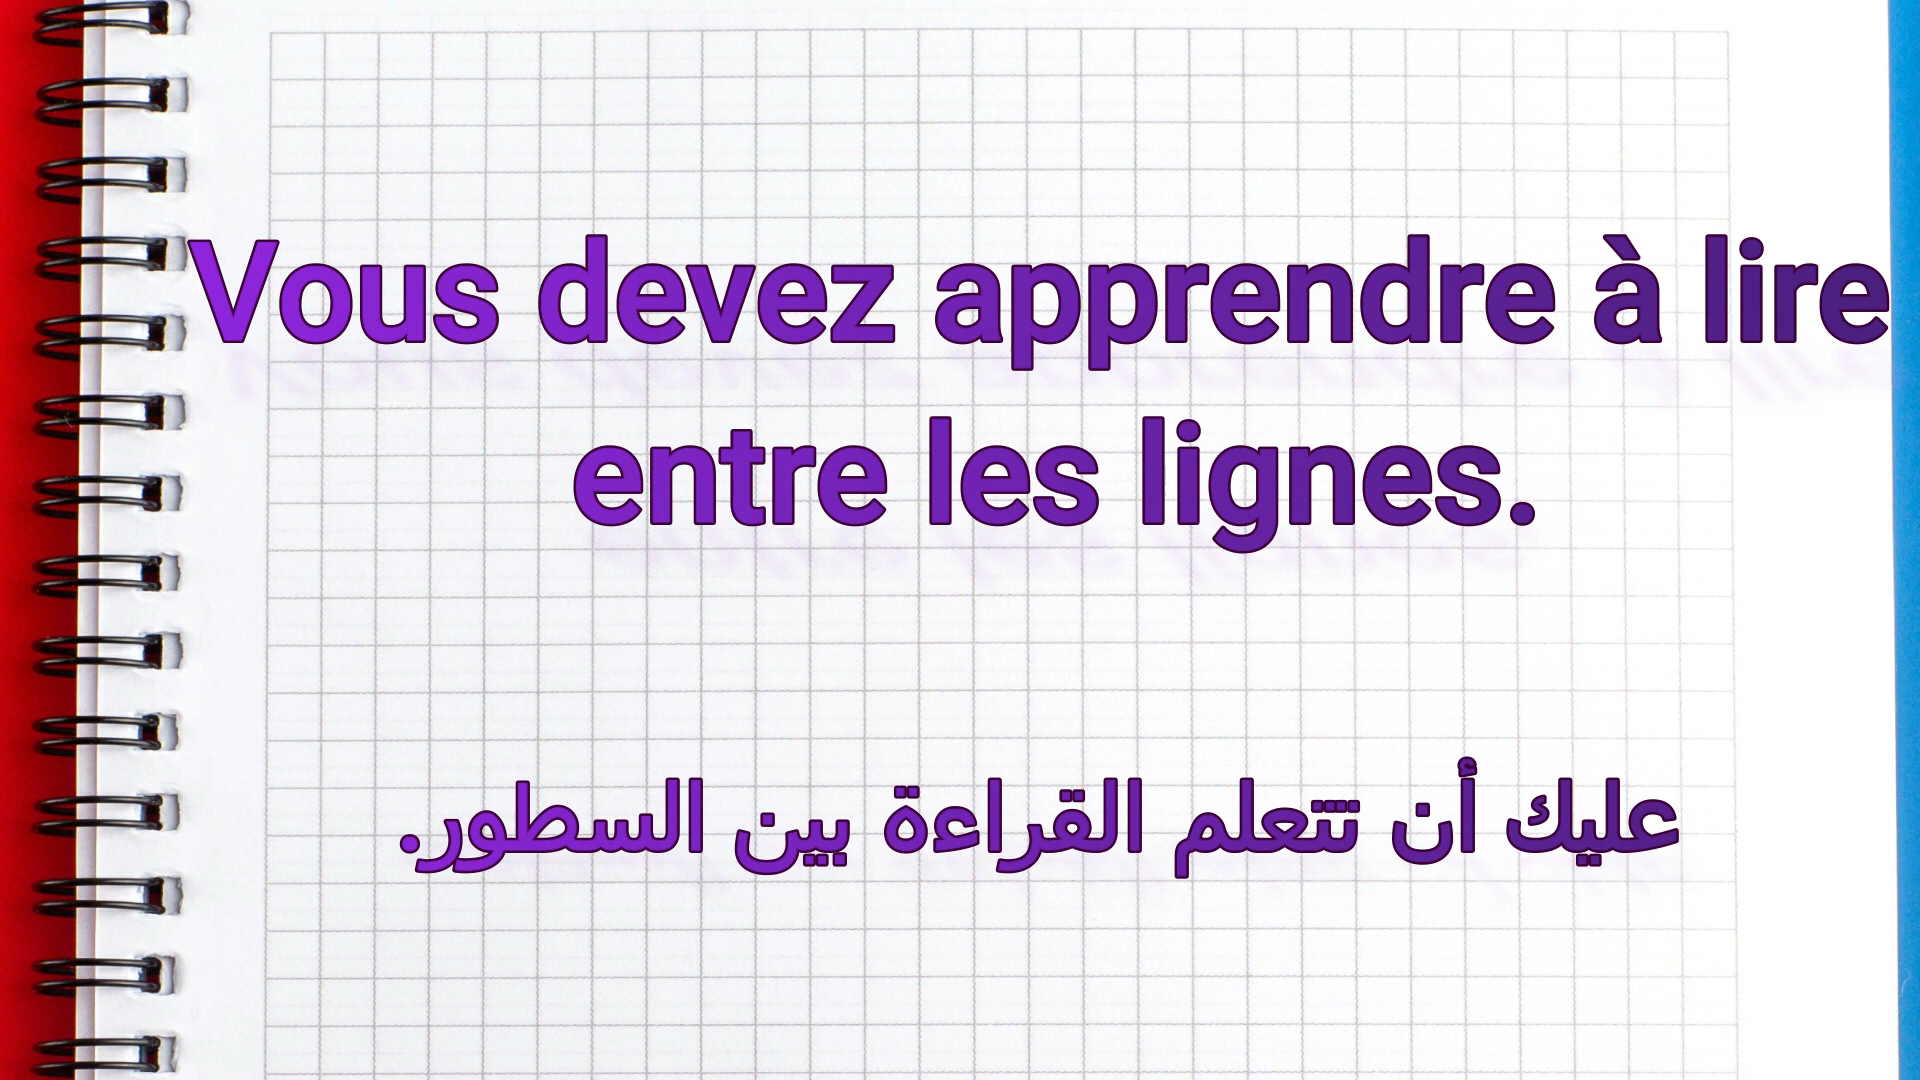 Vous devez apprendre à lire
entre les lignes.
عليك أن تتعلم القراءة بين السطور.